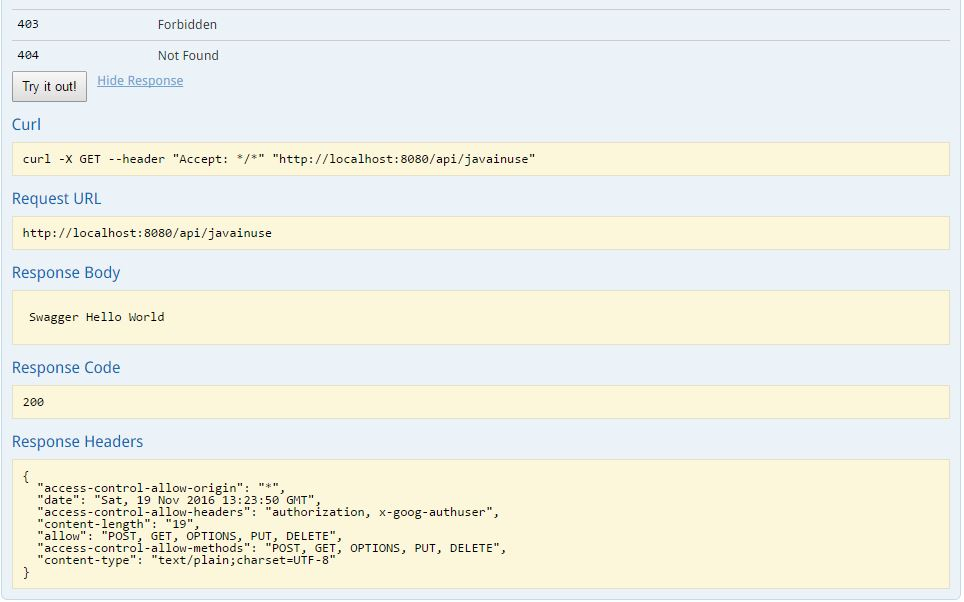 403 Forbidden
404 Not Found
Try it out! Hide Response
Curl
curl -X GET --header "Accept: */*" "http://localhost:8080/api/javainuse"
Request URL
http://localhost:8080/api/javainuse
Response Body
Swagger Hello World
Response Code
200
Response Headers
{
  "access-control-allow-origin": "*",
  "date": "Sat, 19 Nov 2016 13:23:50 GMT",
  "access-control-allow-headers": "authorization, x-goog-authuser",
  "content-length": "19",
  "allow": "POST, GET, OPTIONS, PUT, DELETE",
  "access-control-allow-methods": "POST, GET, OPTIONS, PUT, DELETE",
  "content-type": "text/plain;charset=UTF-8"
}